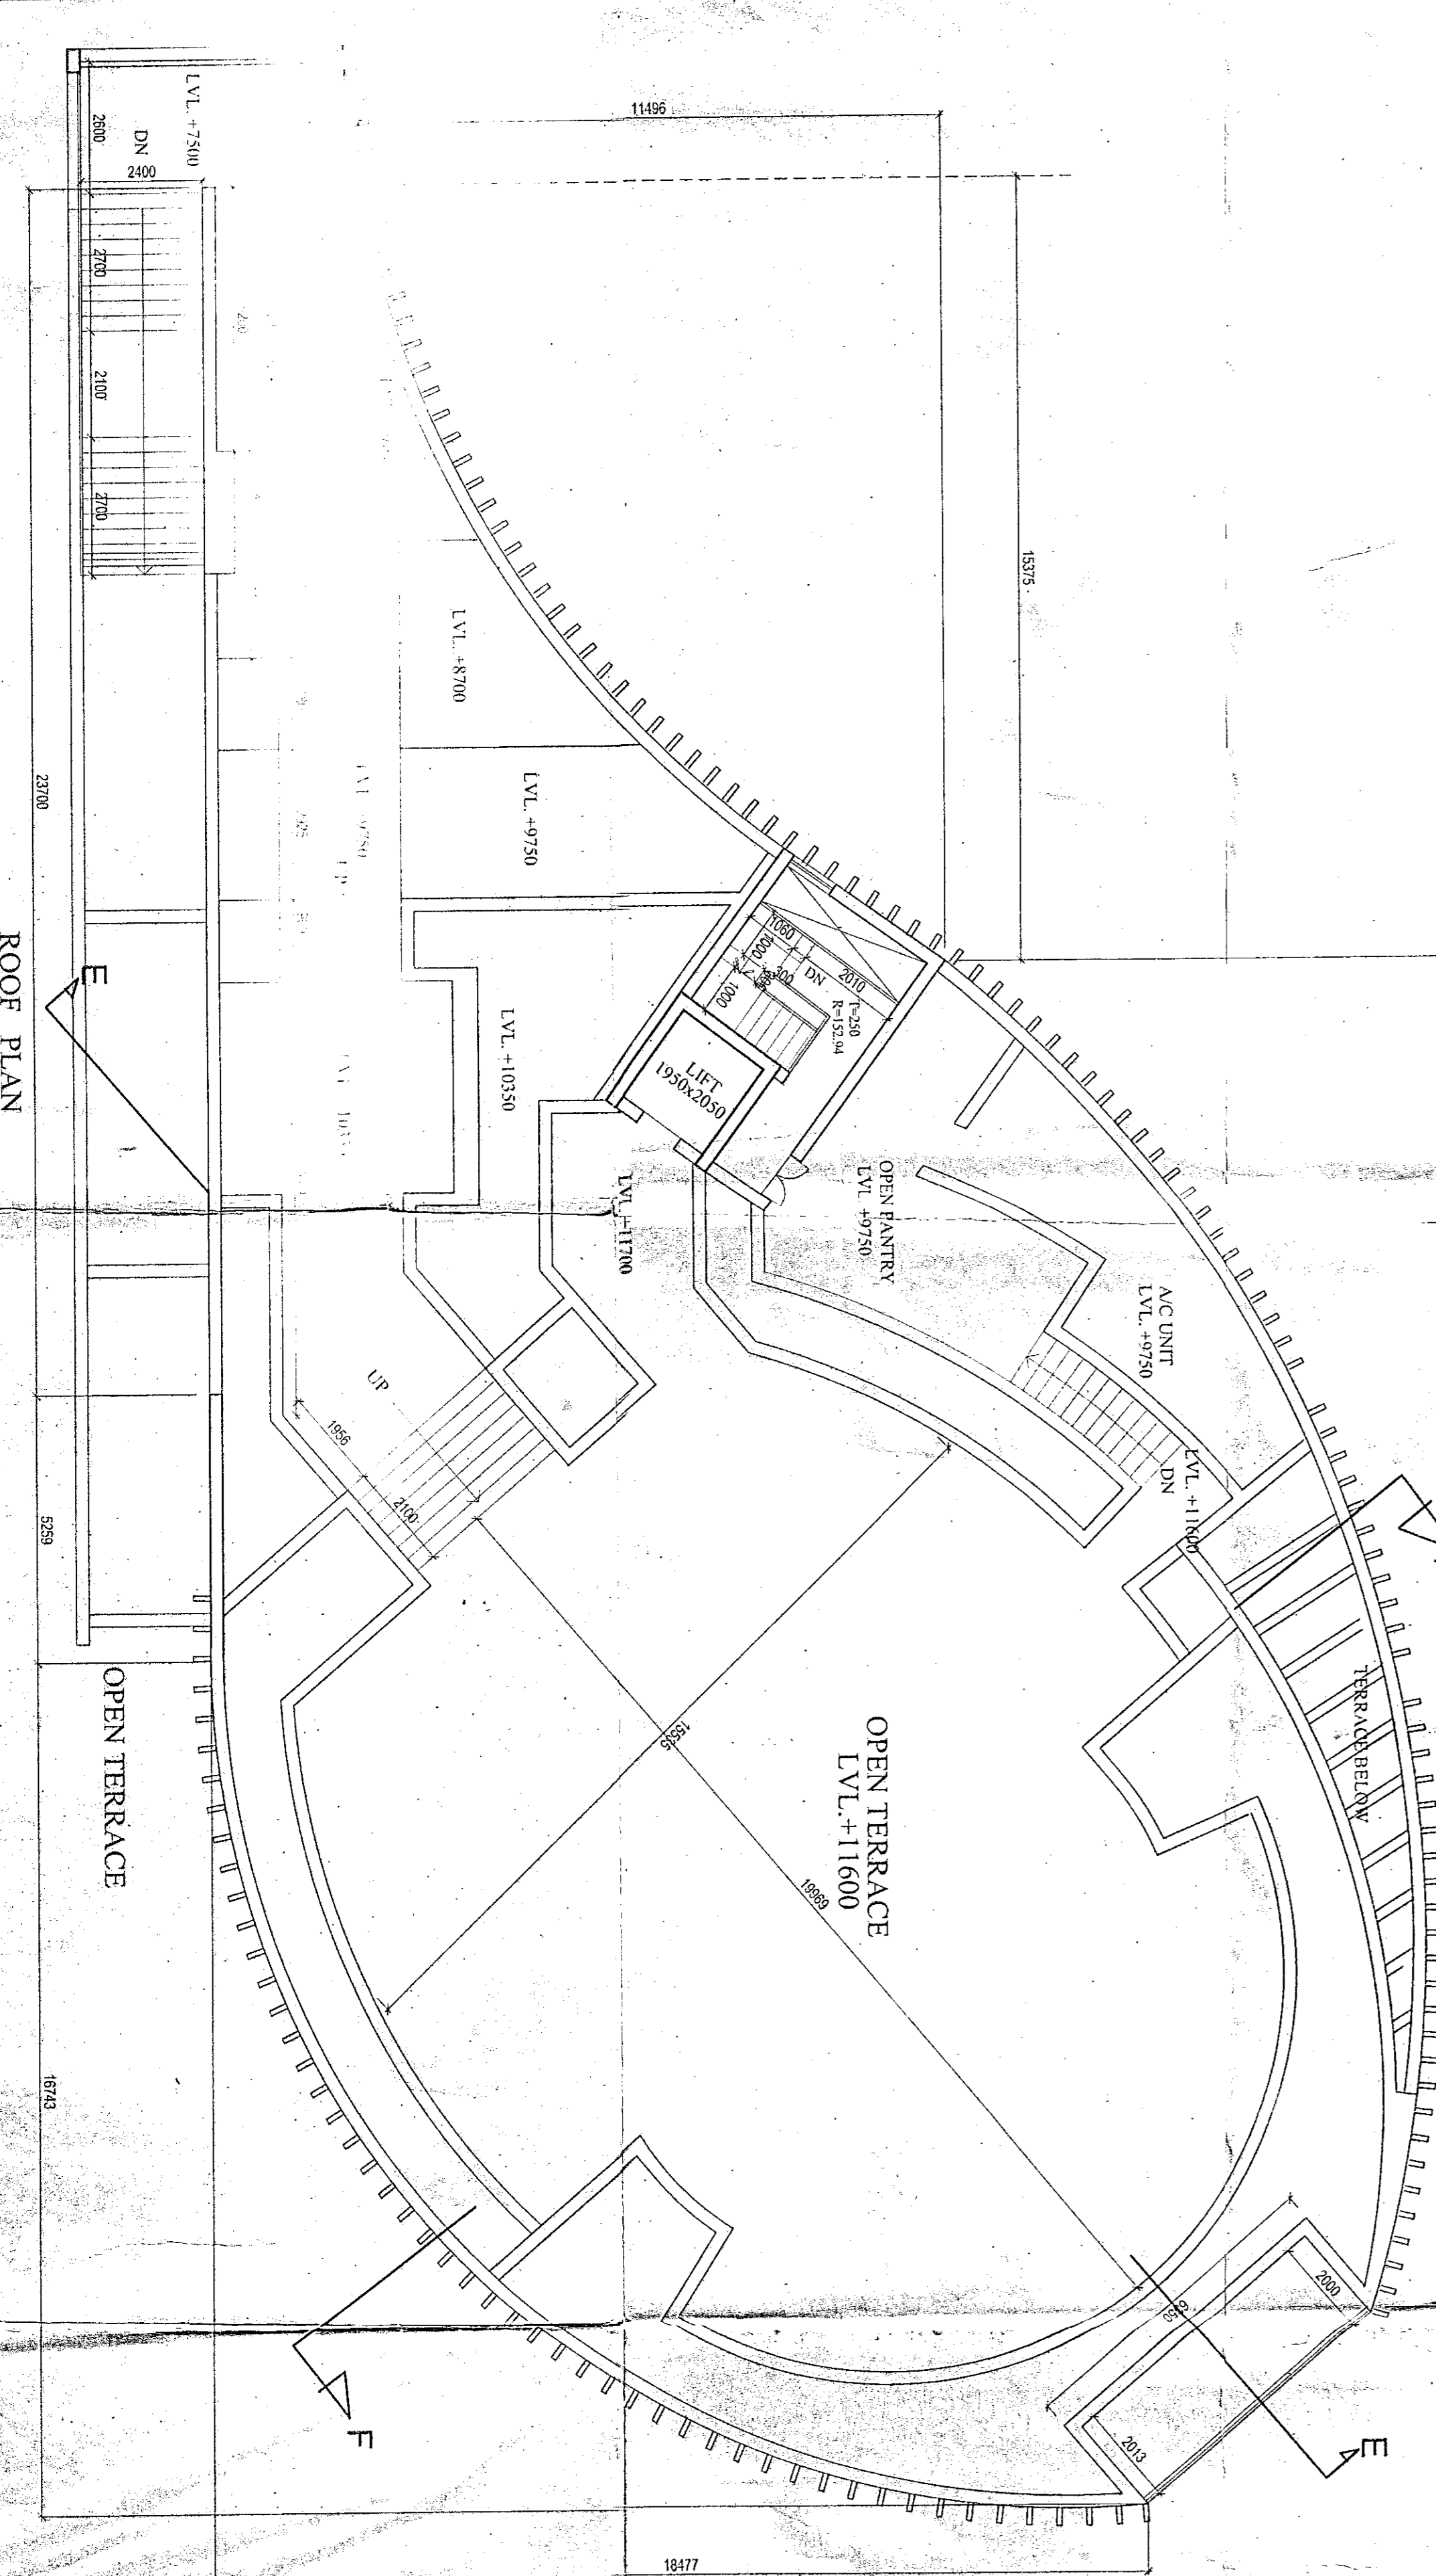 ROOF PLAN
OPEN TERRACE
LVL.+11600
OPEN TERRACE
TERRACE BELOW
A/C UNIT
LVL. +9750
OPEN PANTRY
LVL +9750
LVL. +11600
DN
LVL.+11700
LIFT
1950x2050
T=250
R=152.94
DN
2010
1060
1000
300
1000
LVL. +7500
DN
2400
2600
2700
2100
2700
LVL. +8700
LVL. +9750
LVL. +10350
UP
1956
2100
11496
15375
23700
5259
16743
18477
15535
19969
6250
2000
2013
E
E
F